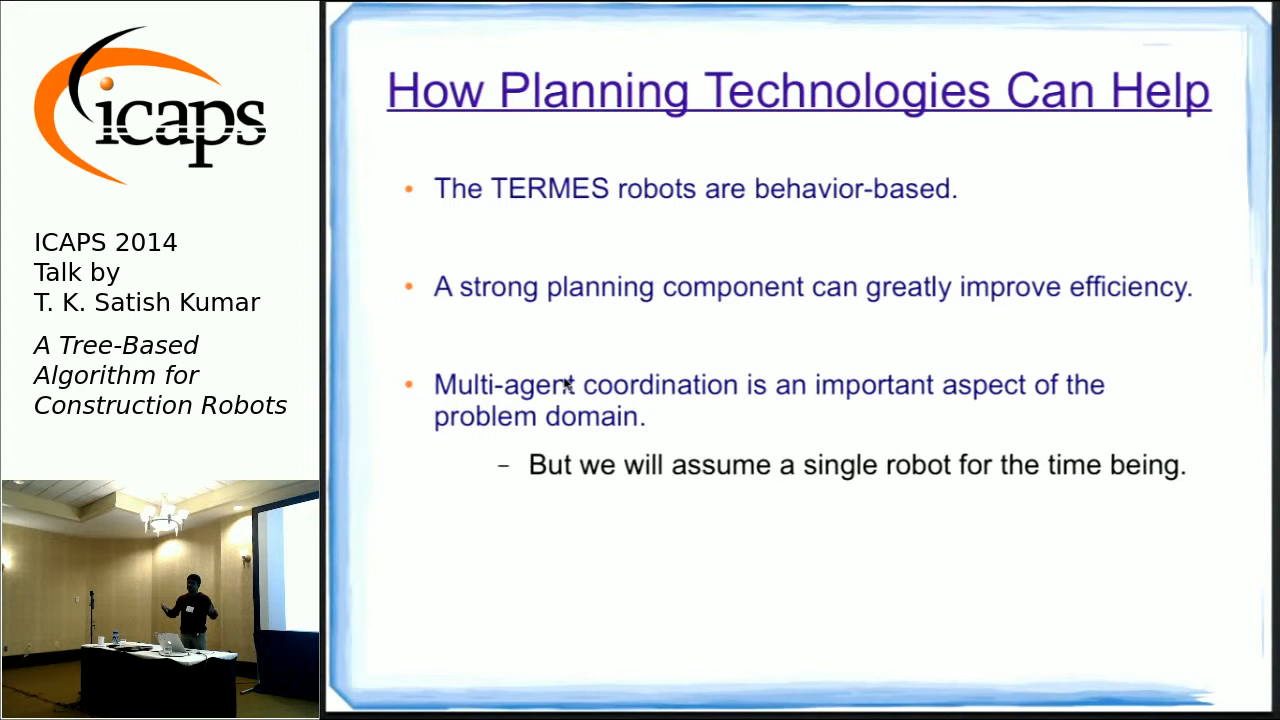 icaps
ICAPS 2014
Talk by
T. K. Satish Kumar
A Tree-Based
Algorithm for
Construction Robots
How Planning Technologies Can Help
• The TERMES robots are behavior-based.
• A strong planning component can greatly improve efficiency.
• Multi-agent coordination is an important aspect of the
problem domain.
– But we will assume a single robot for the time being.